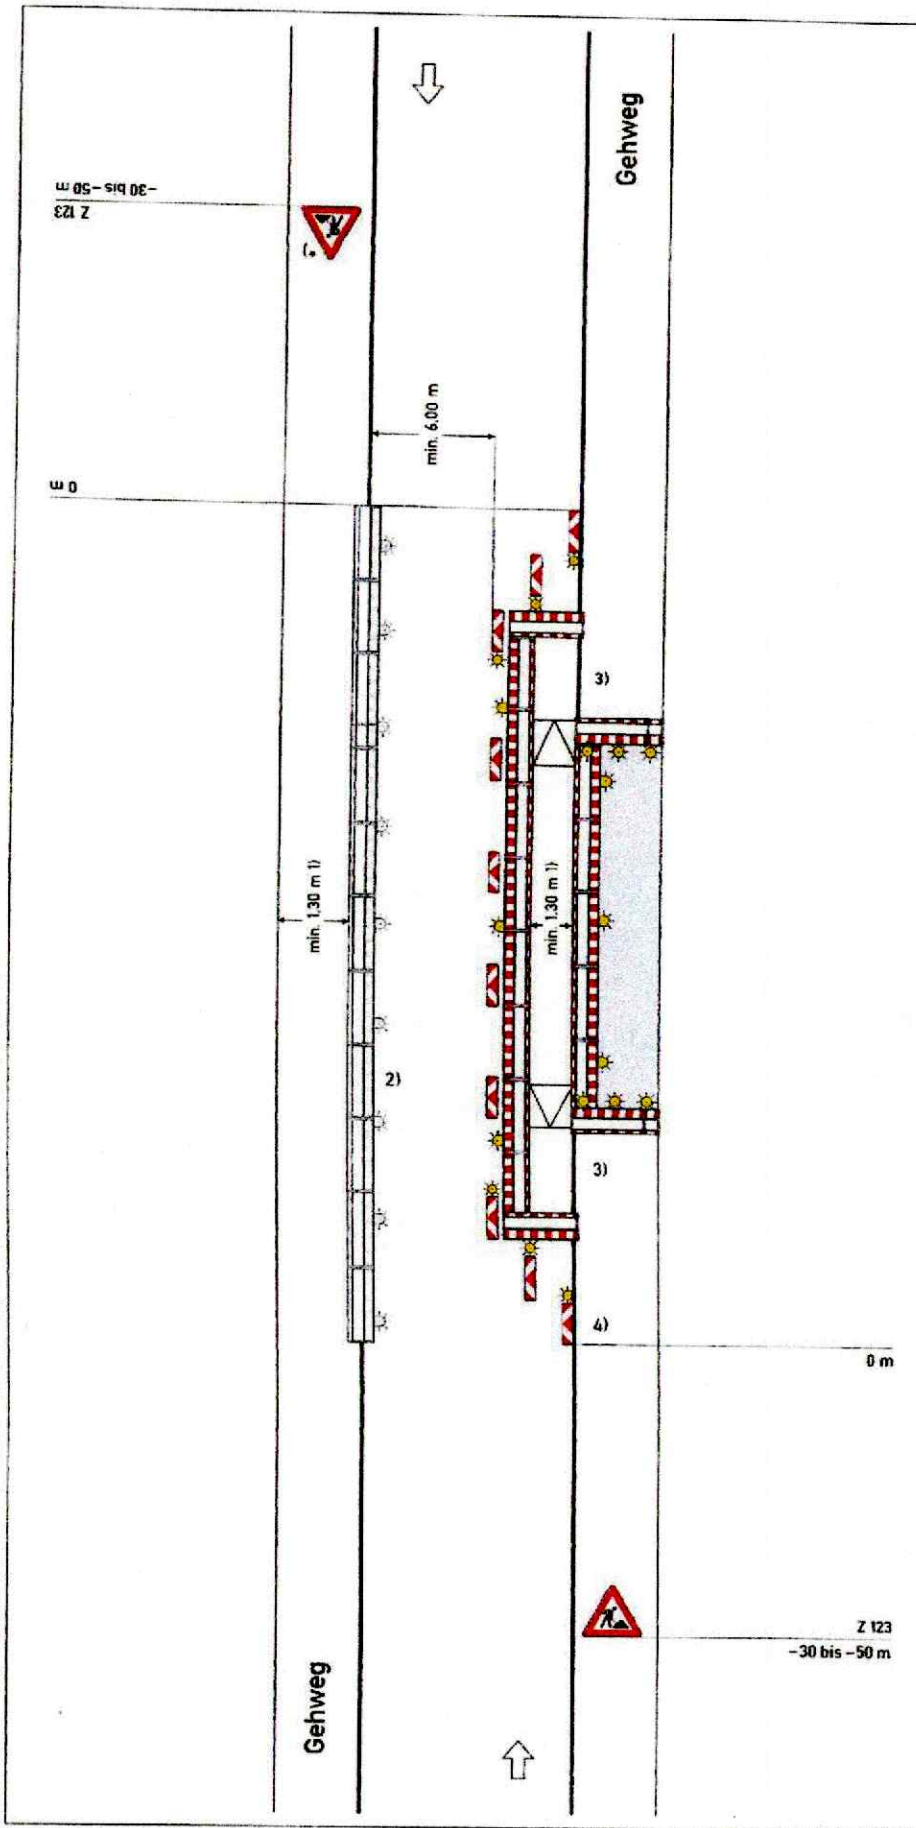 -30 bis -50 m
Z 123
*)
Gehweg
min. 6.00 m
0 m
3)
min. 1.30 m 1)
min. 1.30 m 1)
2)
3)
4)
0 m
Z 123
-30 bis -50 m
Gehweg